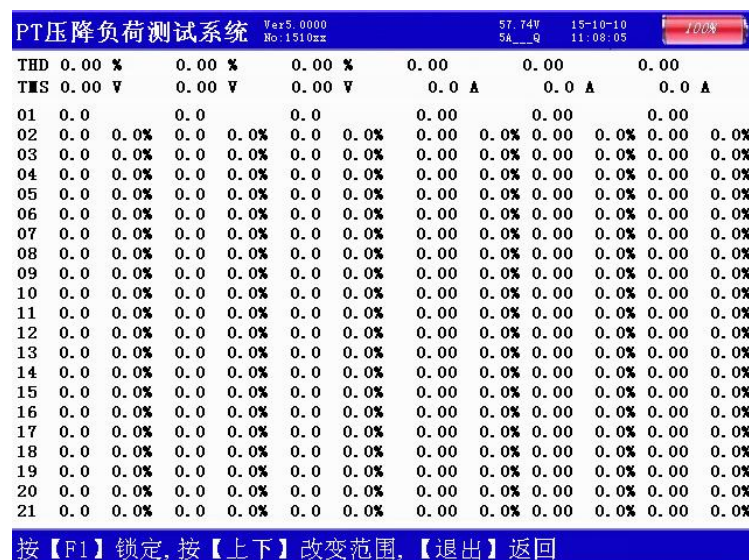 PT压降负荷测试系统 Ver5.0000 57.74V 15-10-10 100%
No:1510xx 5A___Q 11:08:05
THD 0.00 % 0.00 % 0.00 % 0.00 0.00 0.00
TMS 0.00 V 0.00 V 0.00 V 0.0 A 0.0 A 0.0 A
01 0.0 0.0 0.0 0.00 0.00 0.00
02 0.0 0.0% 0.0 0.0% 0.0 0.0% 0.00 0.0% 0.00 0.0% 0.00 0.0%
03 0.0 0.0% 0.0 0.0% 0.0 0.0% 0.00 0.0% 0.00 0.0% 0.00 0.0%
04 0.0 0.0% 0.0 0.0% 0.0 0.0% 0.00 0.0% 0.00 0.0% 0.00 0.0%
05 0.0 0.0% 0.0 0.0% 0.0 0.0% 0.00 0.0% 0.00 0.0% 0.00 0.0%
06 0.0 0.0% 0.0 0.0% 0.0 0.0% 0.00 0.0% 0.00 0.0% 0.00 0.0%
07 0.0 0.0% 0.0 0.0% 0.0 0.0% 0.00 0.0% 0.00 0.0% 0.00 0.0%
08 0.0 0.0% 0.0 0.0% 0.0 0.0% 0.00 0.0% 0.00 0.0% 0.00 0.0%
09 0.0 0.0% 0.0 0.0% 0.0 0.0% 0.00 0.0% 0.00 0.0% 0.00 0.0%
10 0.0 0.0% 0.0 0.0% 0.0 0.0% 0.00 0.0% 0.00 0.0% 0.00 0.0%
11 0.0 0.0% 0.0 0.0% 0.0 0.0% 0.00 0.0% 0.00 0.0% 0.00 0.0%
12 0.0 0.0% 0.0 0.0% 0.0 0.0% 0.00 0.0% 0.00 0.0% 0.00 0.0%
13 0.0 0.0% 0.0 0.0% 0.0 0.0% 0.00 0.0% 0.00 0.0% 0.00 0.0%
14 0.0 0.0% 0.0 0.0% 0.0 0.0% 0.00 0.0% 0.00 0.0% 0.00 0.0%
15 0.0 0.0% 0.0 0.0% 0.0 0.0% 0.00 0.0% 0.00 0.0% 0.00 0.0%
16 0.0 0.0% 0.0 0.0% 0.0 0.0% 0.00 0.0% 0.00 0.0% 0.00 0.0%
17 0.0 0.0% 0.0 0.0% 0.0 0.0% 0.00 0.0% 0.00 0.0% 0.00 0.0%
18 0.0 0.0% 0.0 0.0% 0.0 0.0% 0.00 0.0% 0.00 0.0% 0.00 0.0%
19 0.0 0.0% 0.0 0.0% 0.0 0.0% 0.00 0.0% 0.00 0.0% 0.00 0.0%
20 0.0 0.0% 0.0 0.0% 0.0 0.0% 0.00 0.0% 0.00 0.0% 0.00 0.0%
21 0.0 0.0% 0.0 0.0% 0.0 0.0% 0.00 0.0% 0.00 0.0% 0.00 0.0%
按【F1】锁定,按【上下】改变范围,【退出】返回